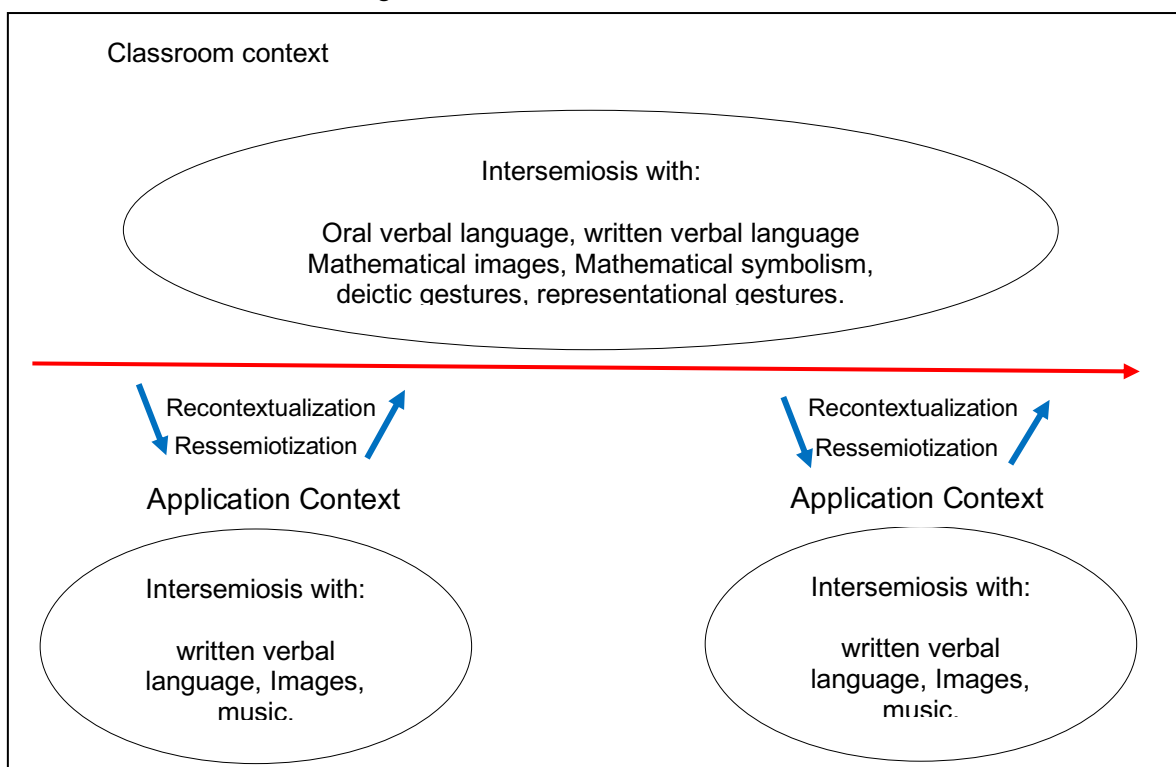 Classroom context
Intersemiosis with:
Oral verbal language, written verbal language
Mathematical images, Mathematical symbolism,
deictic gestures, representational gestures.
Recontextualization
Ressemiotization
Application Context
Intersemiosis with:
written verbal
language, Images,
music.
Recontextualization
Ressemiotization
Application Context
Intersemiosis with:
written verbal
language, Images,
music.